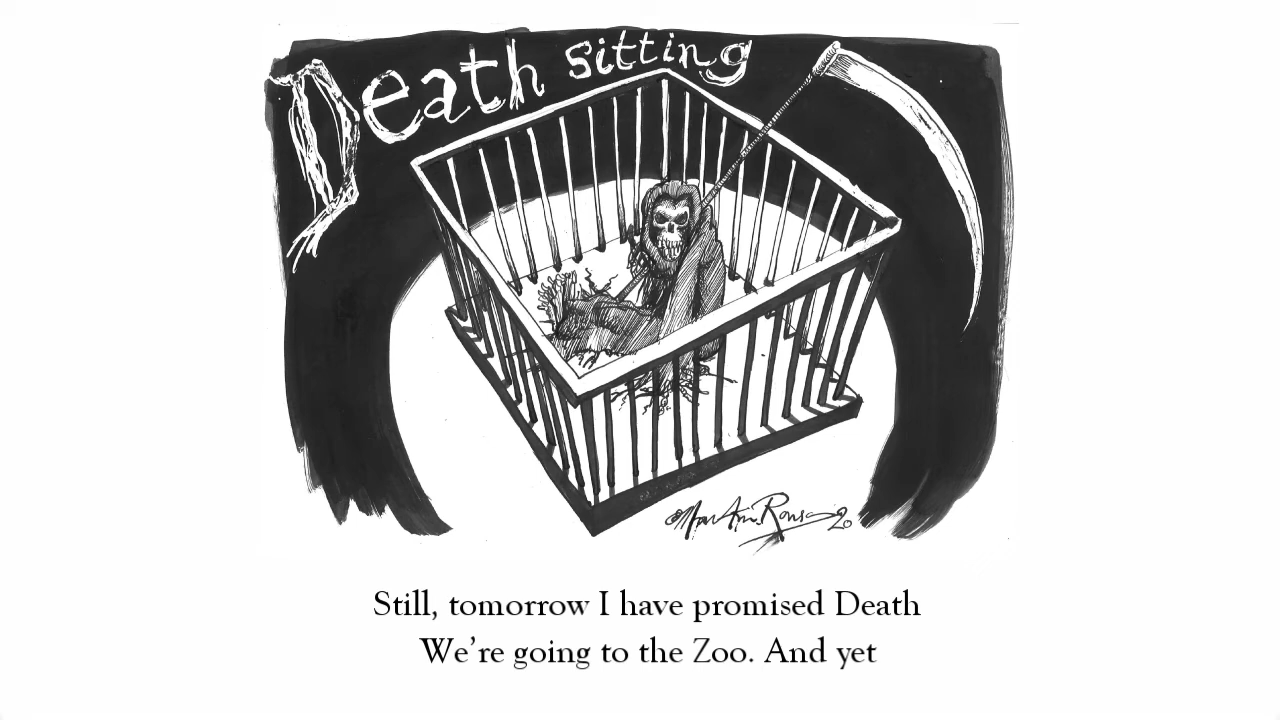 Death sitting
Still, tomorrow I have promised Death
We're going to the Zoo. And yet